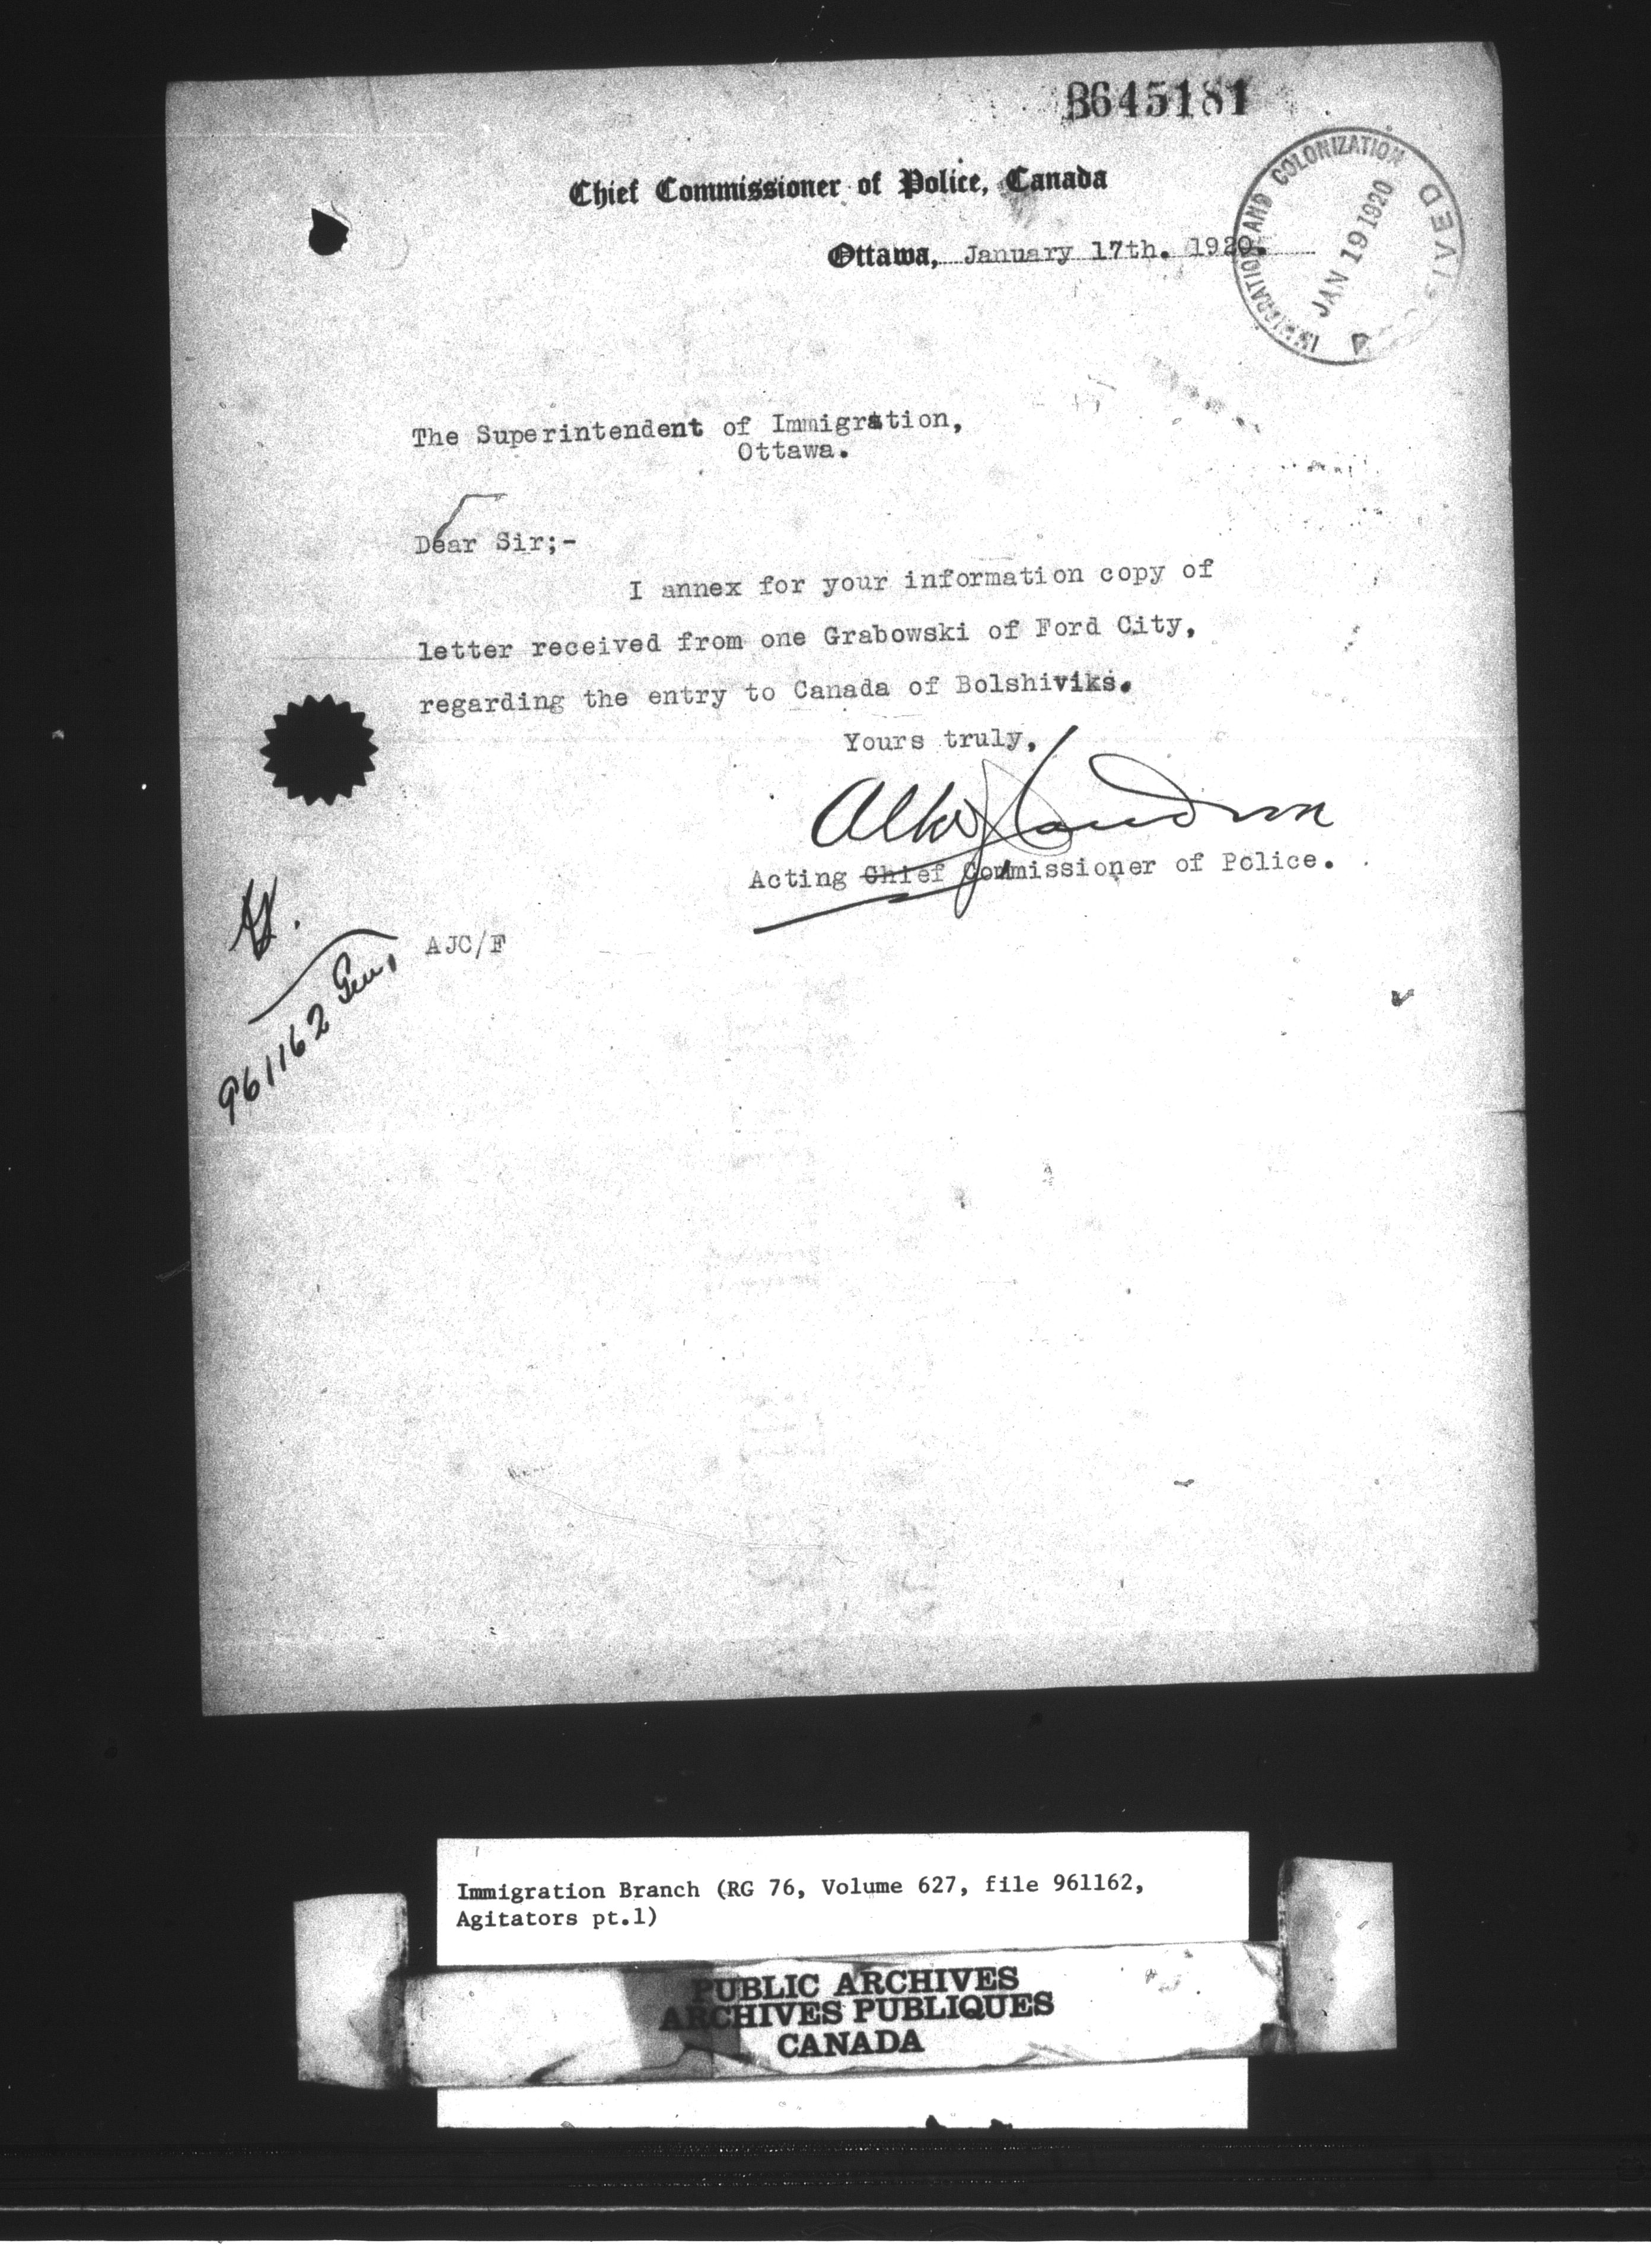 B645181
Chief Commissioner of Police, Canada
IMMIGRATION AND COLONIZATION
JAN 19 1920
Ottawa, January 17th. 1920.
The Superintendent of Immigration,
Ottawa.
Dear Sir;-
I annex for your information copy of
letter received from one Grabowski of Ford City,
regarding the entry to Canada of Bolshiviks.
Yours truly,
Acting Chief Commissioner of Police.
AJC/F
961162 Gen,
Immigration Branch (RG 76, Volume 627, file 961162,
Agitators pt.1)
PUBLIC ARCHIVES
ARCHIVES PUBLIQUES
CANADA